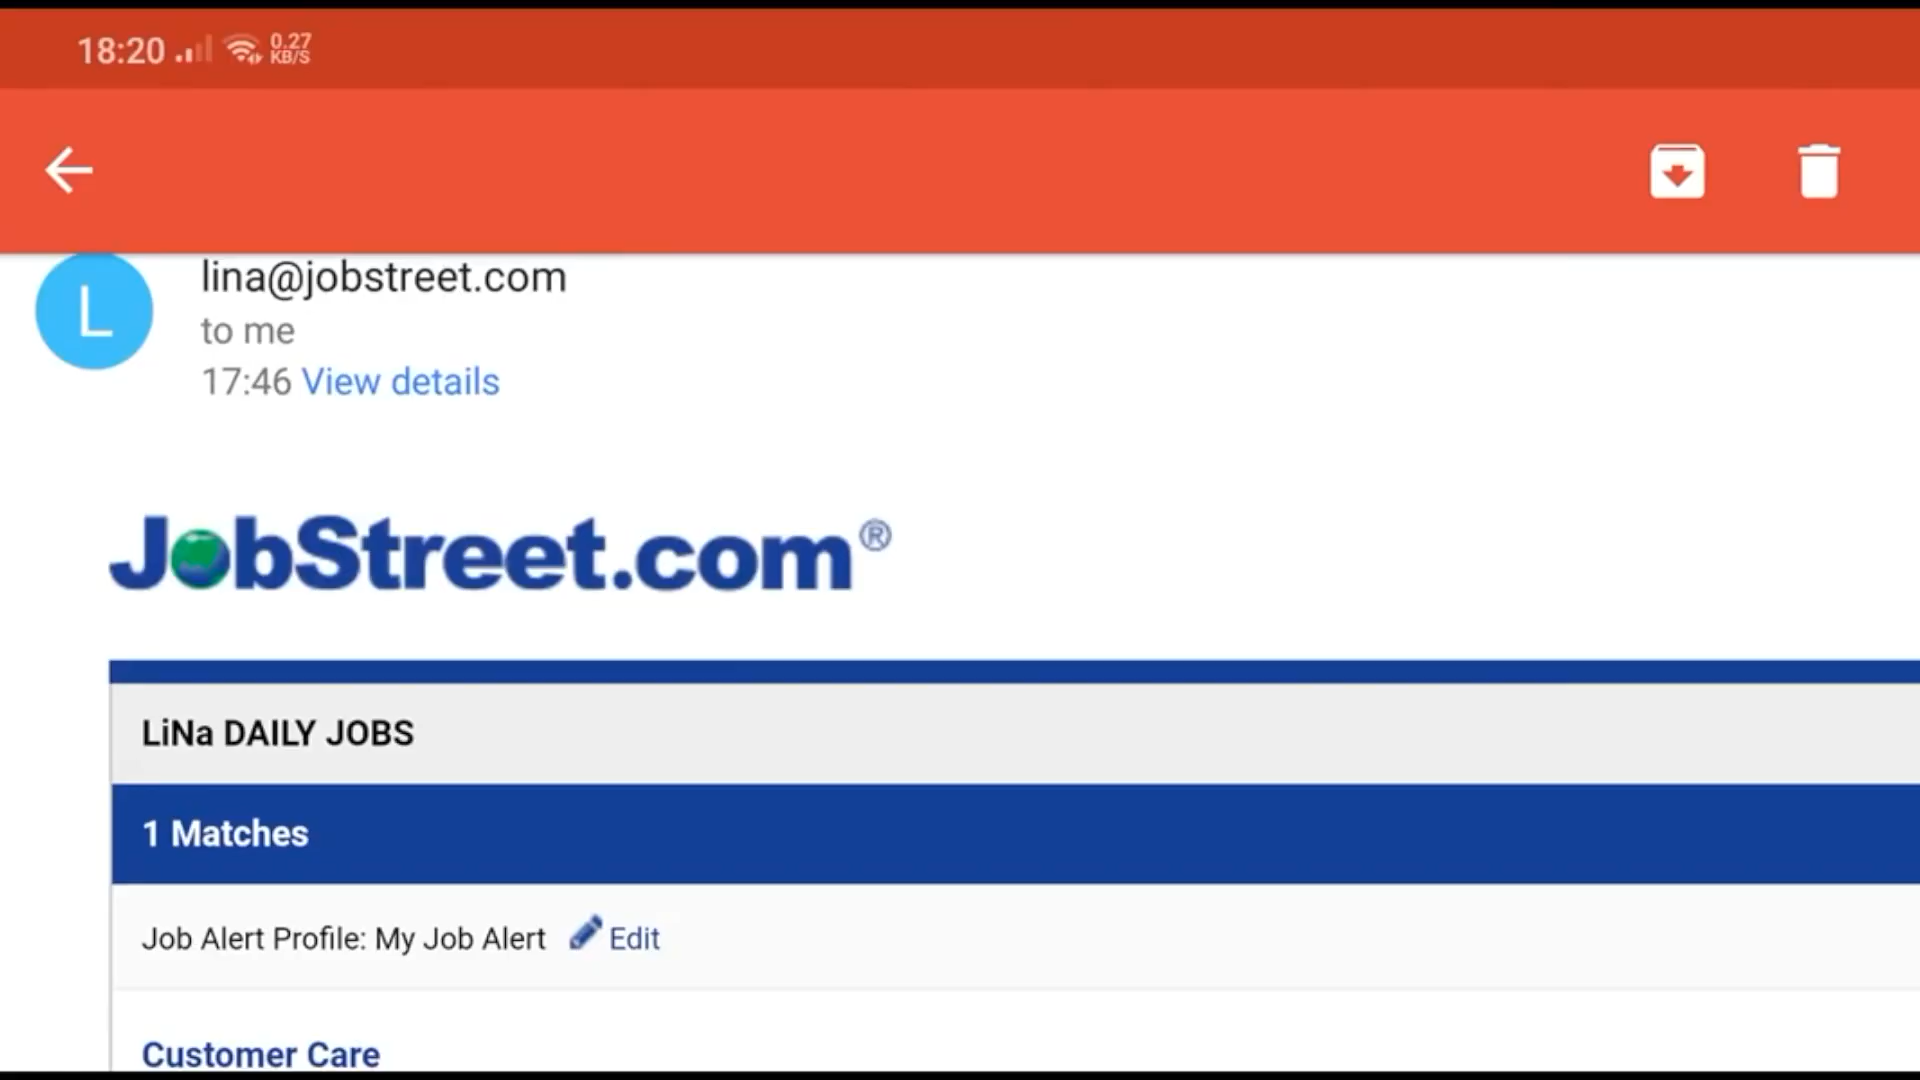 18:20 0.27 KB/S
L
lina@jobstreet.com
to me
17:46 View details
JobStreet.com®
LiNa DAILY JOBS
1 Matches
Job Alert Profile: My Job Alert Edit
Customer Care